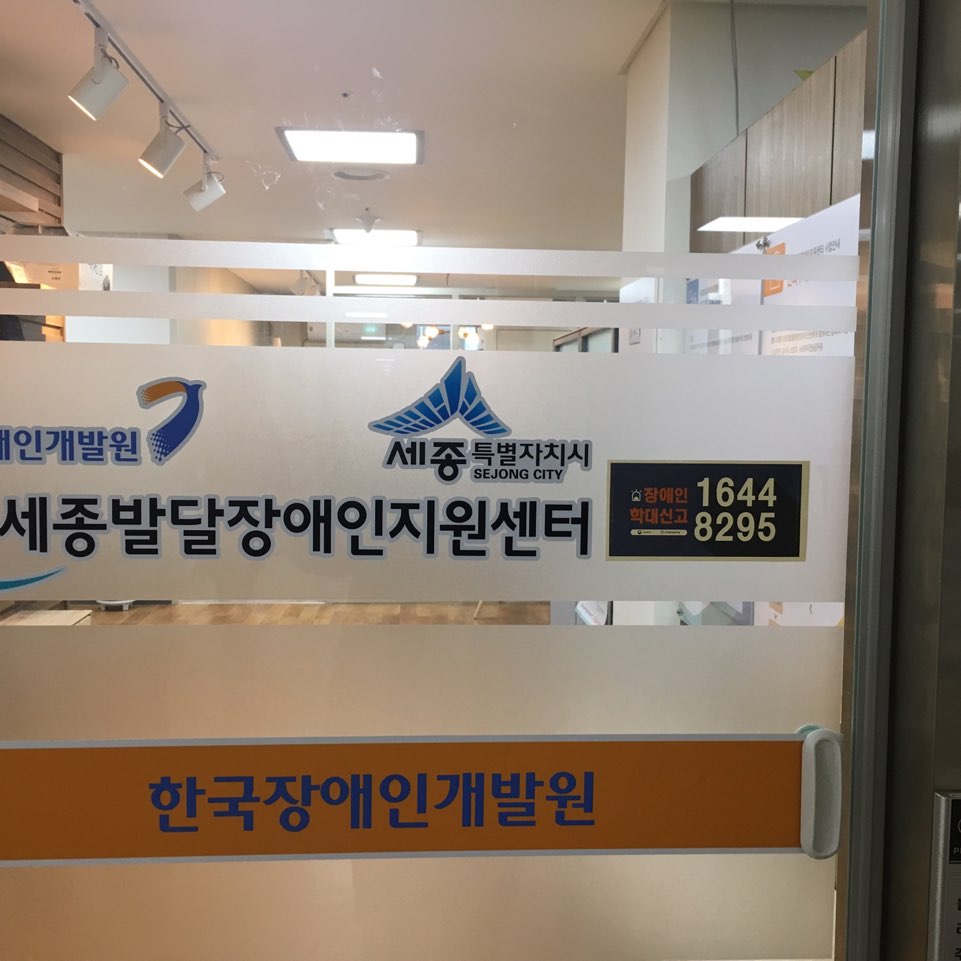 애인개발원
세종특별자치시
SEJONG CITY
세종발달장애인지원센터
장애인
학대신고
1644
8295
한국장애인개발원